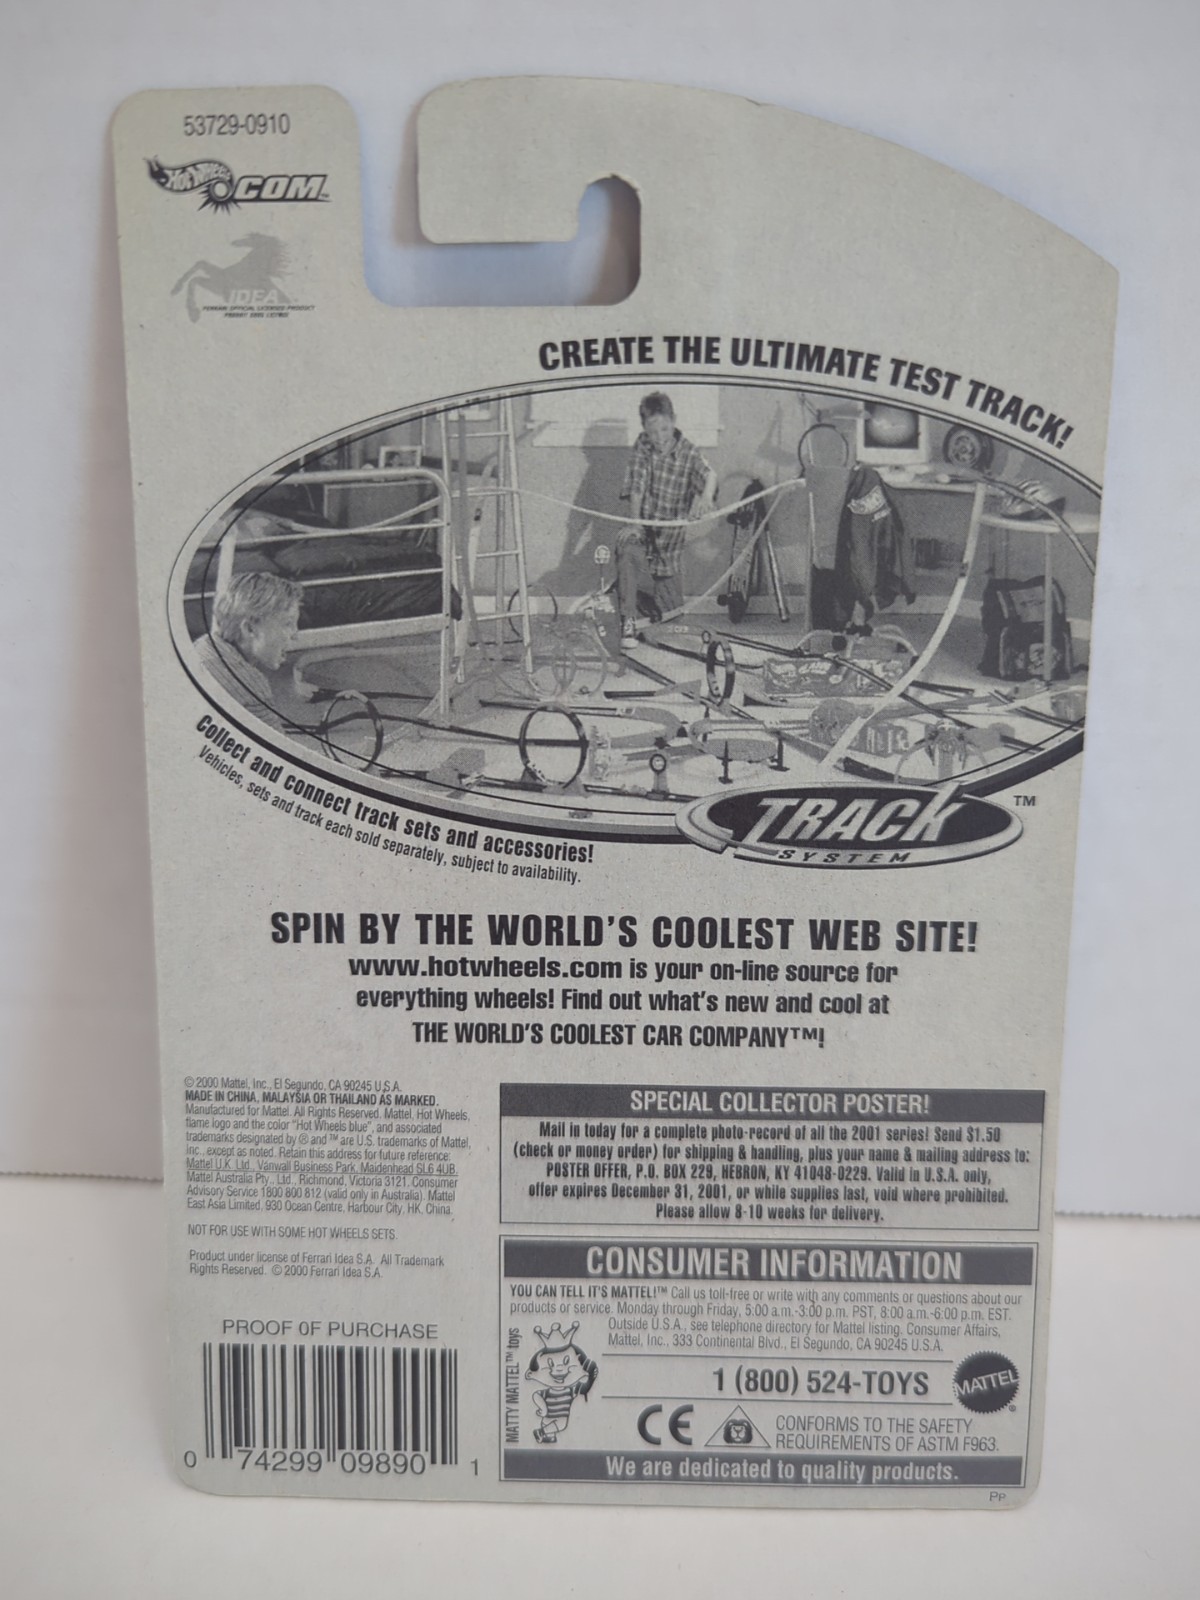 53729-0910
HOT WHEELS.COM™
IDEA
FERRARI OFFICIAL LICENSED PRODUCT
CREATE THE ULTIMATE TEST TRACK!
Collect and connect track sets and accessories!
Vehicles, sets and track each sold separately, subject to availability.
TRACK™
SYSTEM
SPIN BY THE WORLD'S COOLEST WEB SITE!
www.hotwheels.com is your on-line source for
everything wheels! Find out what's new and cool at
THE WORLD'S COOLEST CAR COMPANY™!
© 2000 Mattel, Inc., El Segundo, CA 90245 U.S.A.
MADE IN CHINA, MALAYSIA OR THAILAND AS MARKED.
Manufactured for Mattel. All Rights Reserved. Mattel, Hot Wheels,
flame logo and the color "Hot Wheels blue", and associated
trademarks designated by ® and ™ are U.S. trademarks of Mattel,
Inc., except as noted. Retain this address for future reference:
Mattel U.K. Ltd., Vanwall Business Park, Maidenhead SL6 4UB.
Mattel Australia Pty., Ltd., Richmond, Victoria 3121. Consumer
Advisory Service 1800 800 812 (valid only in Australia). Mattel
East Asia Limited, 930 Ocean Centre, Harbour City, HK, China.
NOT FOR USE WITH SOME HOT WHEELS SETS.
Product under license of Ferrari Idea S.A. All Trademark
Rights Reserved. © 2000 Ferrari Idea S.A.
PROOF OF PURCHASE
0 74299 09890 1
SPECIAL COLLECTOR POSTER!
Mail in today for a complete photo-record of all the 2001 series! Send $1.50
(check or money order) for shipping & handling, plus your name & mailing address to:
POSTER OFFER, P.O. BOX 229, HEBRON, KY 41048-0229. Valid in U.S.A. only,
offer expires December 31, 2001, or while supplies last, void where prohibited.
Please allow 8-10 weeks for delivery.
CONSUMER INFORMATION
YOU CAN TELL IT'S MATTEL!™ Call us toll-free or write with any comments or questions about our
products or service. Monday through Friday, 5:00 a.m.-3:00 p.m. PST, 8:00 a.m.-6:00 p.m. EST.
Outside U.S.A., see telephone directory for Mattel listing. Consumer Affairs,
Mattel, Inc., 333 Continental Blvd., El Segundo, CA 90245 U.S.A.
MATTY MATTEL™ toys
1 (800) 524-TOYS
MATTEL®
CE
CONFORMS TO THE SAFETY
REQUIREMENTS OF ASTM F963.
We are dedicated to quality products.
PP